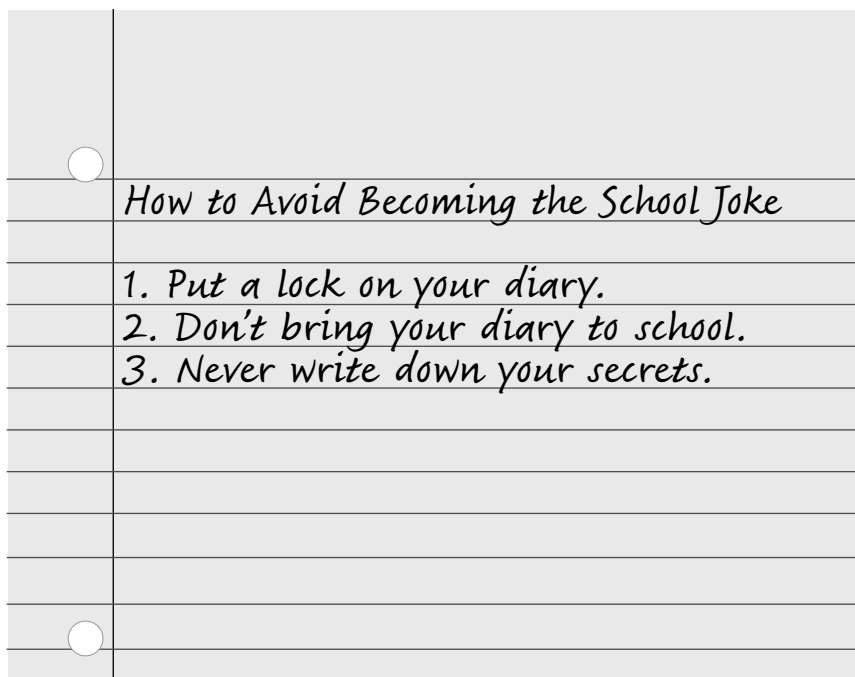 How to Avoid Becoming the School Joke
1. Put a lock on your diary.
2. Don't bring your diary to school.
3. Never write down your secrets.